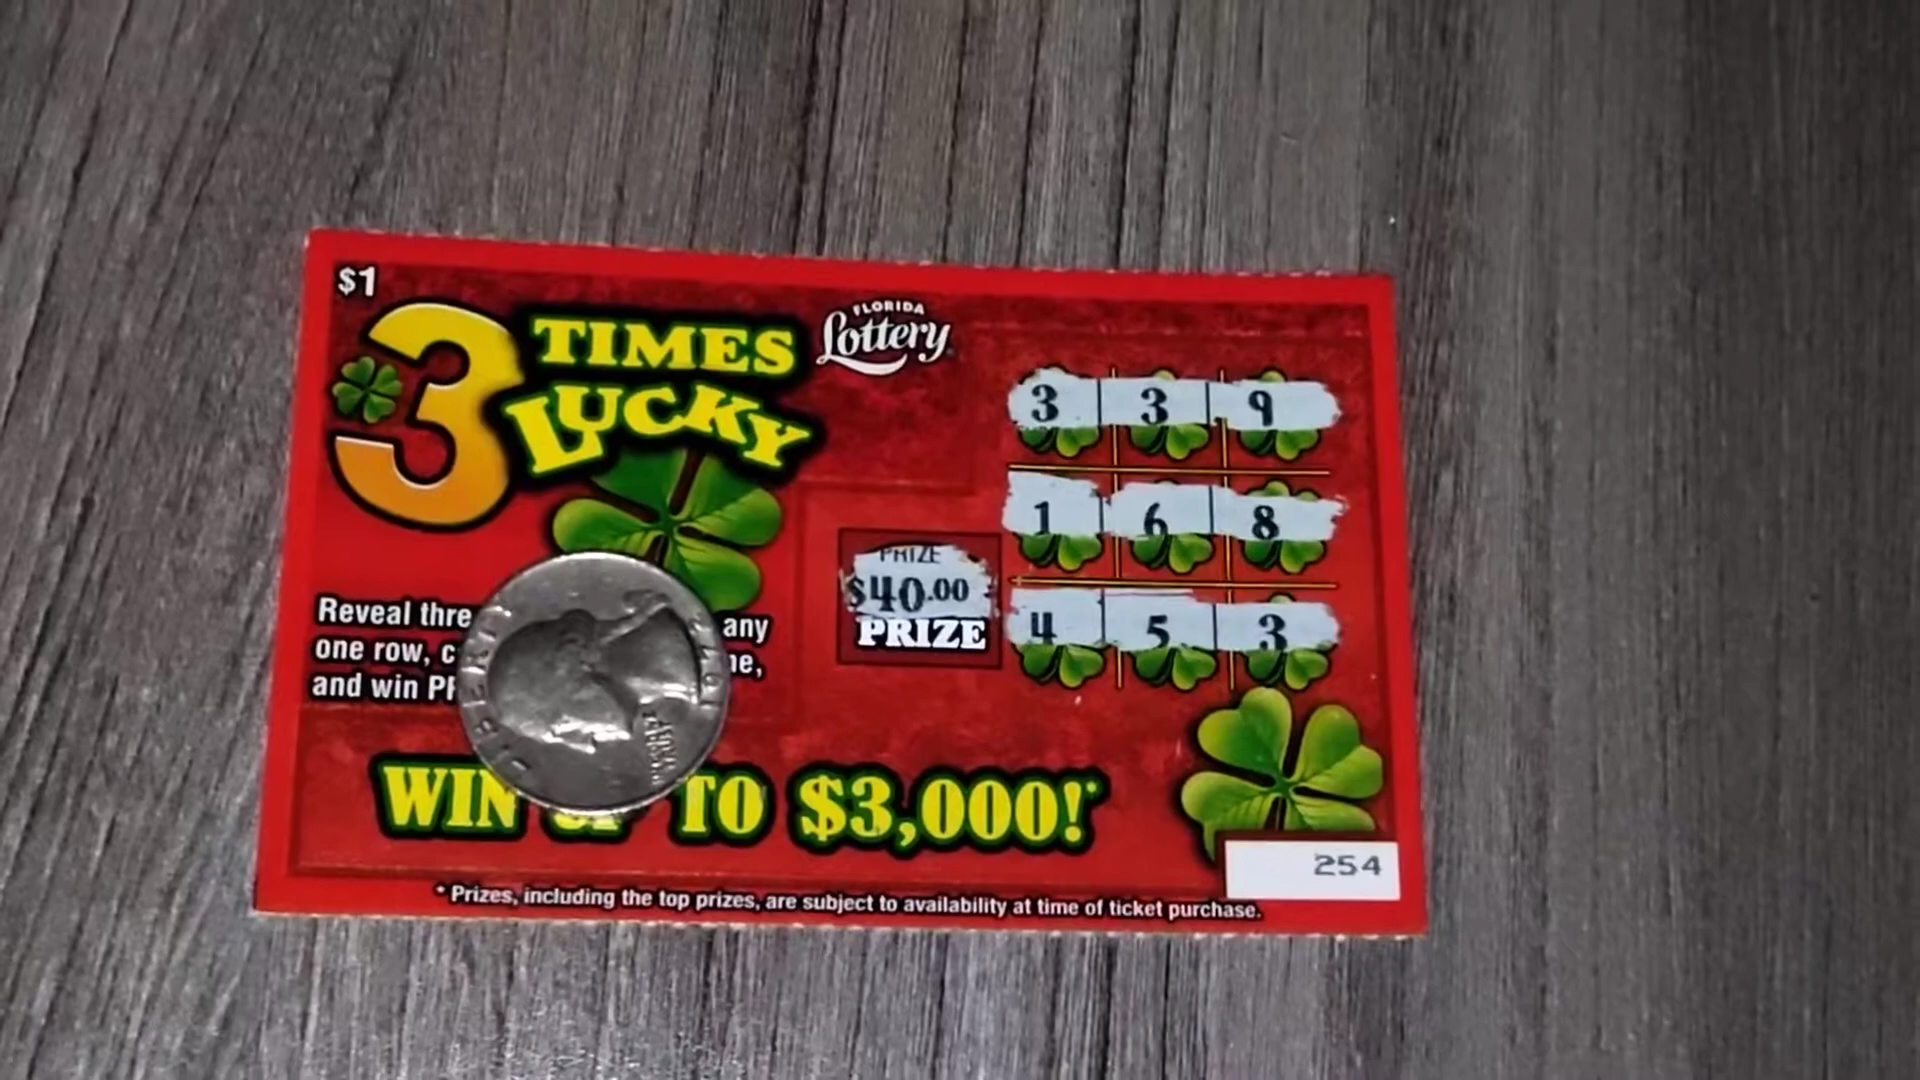 $1
3 TIMES LUCKY
FLORIDA
Lottery
3 3 9
1 6 8
4 5 3
PRIZE
$40.00
PRIZE
Reveal any
one row,
and win
WIN TO $3,000!*
254
* Prizes, including the top prizes, are subject to availability at time of ticket purchase.